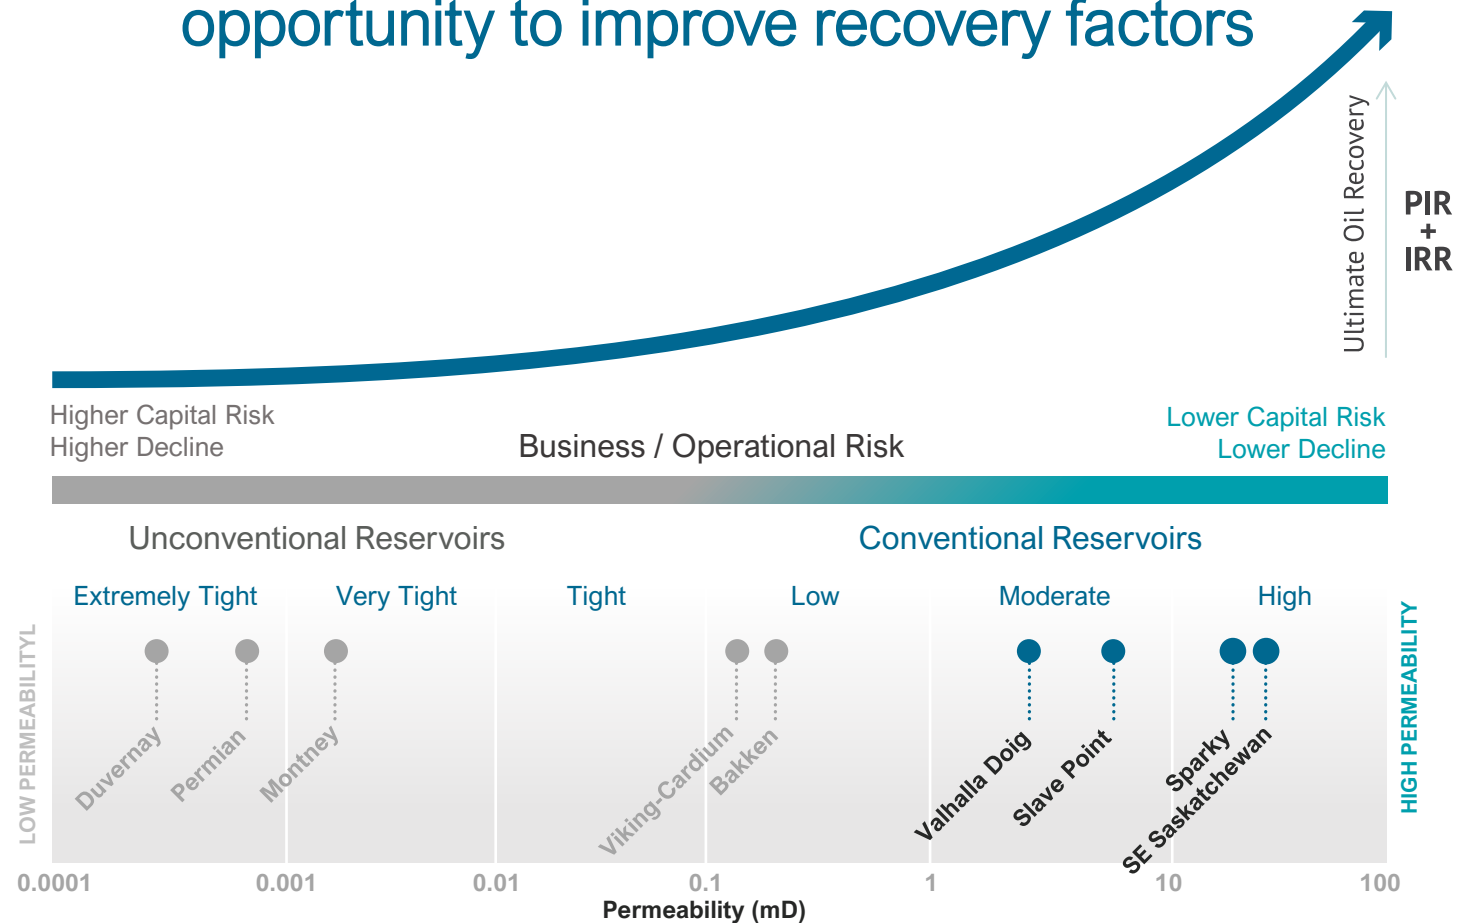 opportunity to improve recovery factors
Ultimate Oil Recovery
PIR
+
IRR
Higher Capital Risk
Higher Decline
Business / Operational Risk
Lower Capital Risk
Lower Decline
Unconventional Reservoirs
Conventional Reservoirs
Extremely Tight
Very Tight
Tight
Low
Moderate
High
LOW PERMEABILITYL
HIGH PERMEABILITY
Duvernay
Permian
Montney
Viking-Cardium
Bakken
Valhalla Doig
Slave Point
Sparky
SE Saskatchewan
0.0001
0.001
0.01
0.1
1
10
100
Permeability (mD)